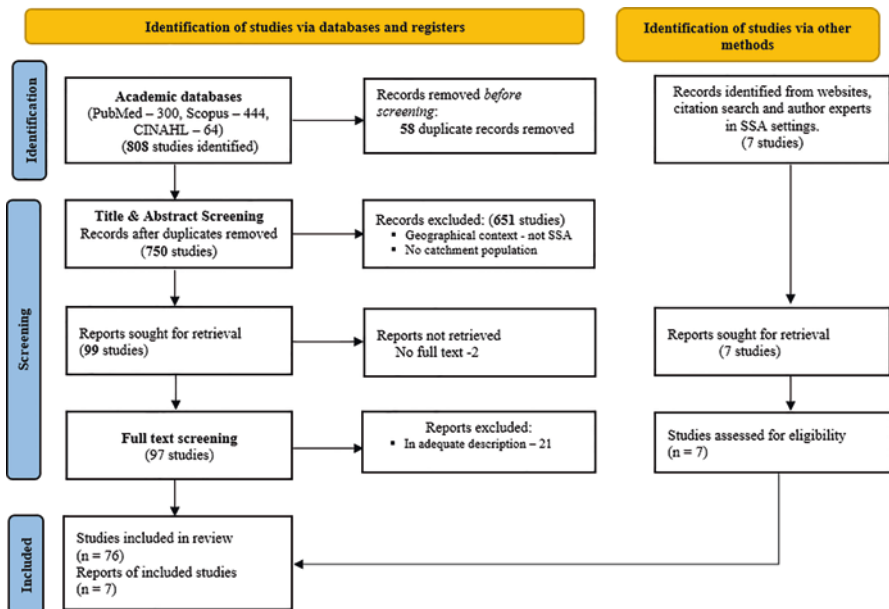 Identification of studies via databases and registers
Identification of studies via other
methods
Identification
Academic databases
(PubMed – 300, Scopus – 444,
CINAHL – 64)
(808 studies identified)
Records removed before
screening:
58 duplicate records removed
Records identified from websites,
citation search and author experts
in SSA settings.
(7 studies)
Screening
Title & Abstract Screening
Records after duplicates removed
(750 studies)
Records excluded: (651 studies)
▪ Geographical context - not SSA
▪ No catchment population
Reports sought for retrieval
(99 studies)
Reports not retrieved
No full text -2
Reports sought for retrieval
(7 studies)
Full text screening
(97 studies)
Reports excluded:
▪ In adequate description – 21
Studies assessed for eligibility
(n = 7)
Included
Studies included in review
(n = 76)
Reports of included studies
(n = 7)